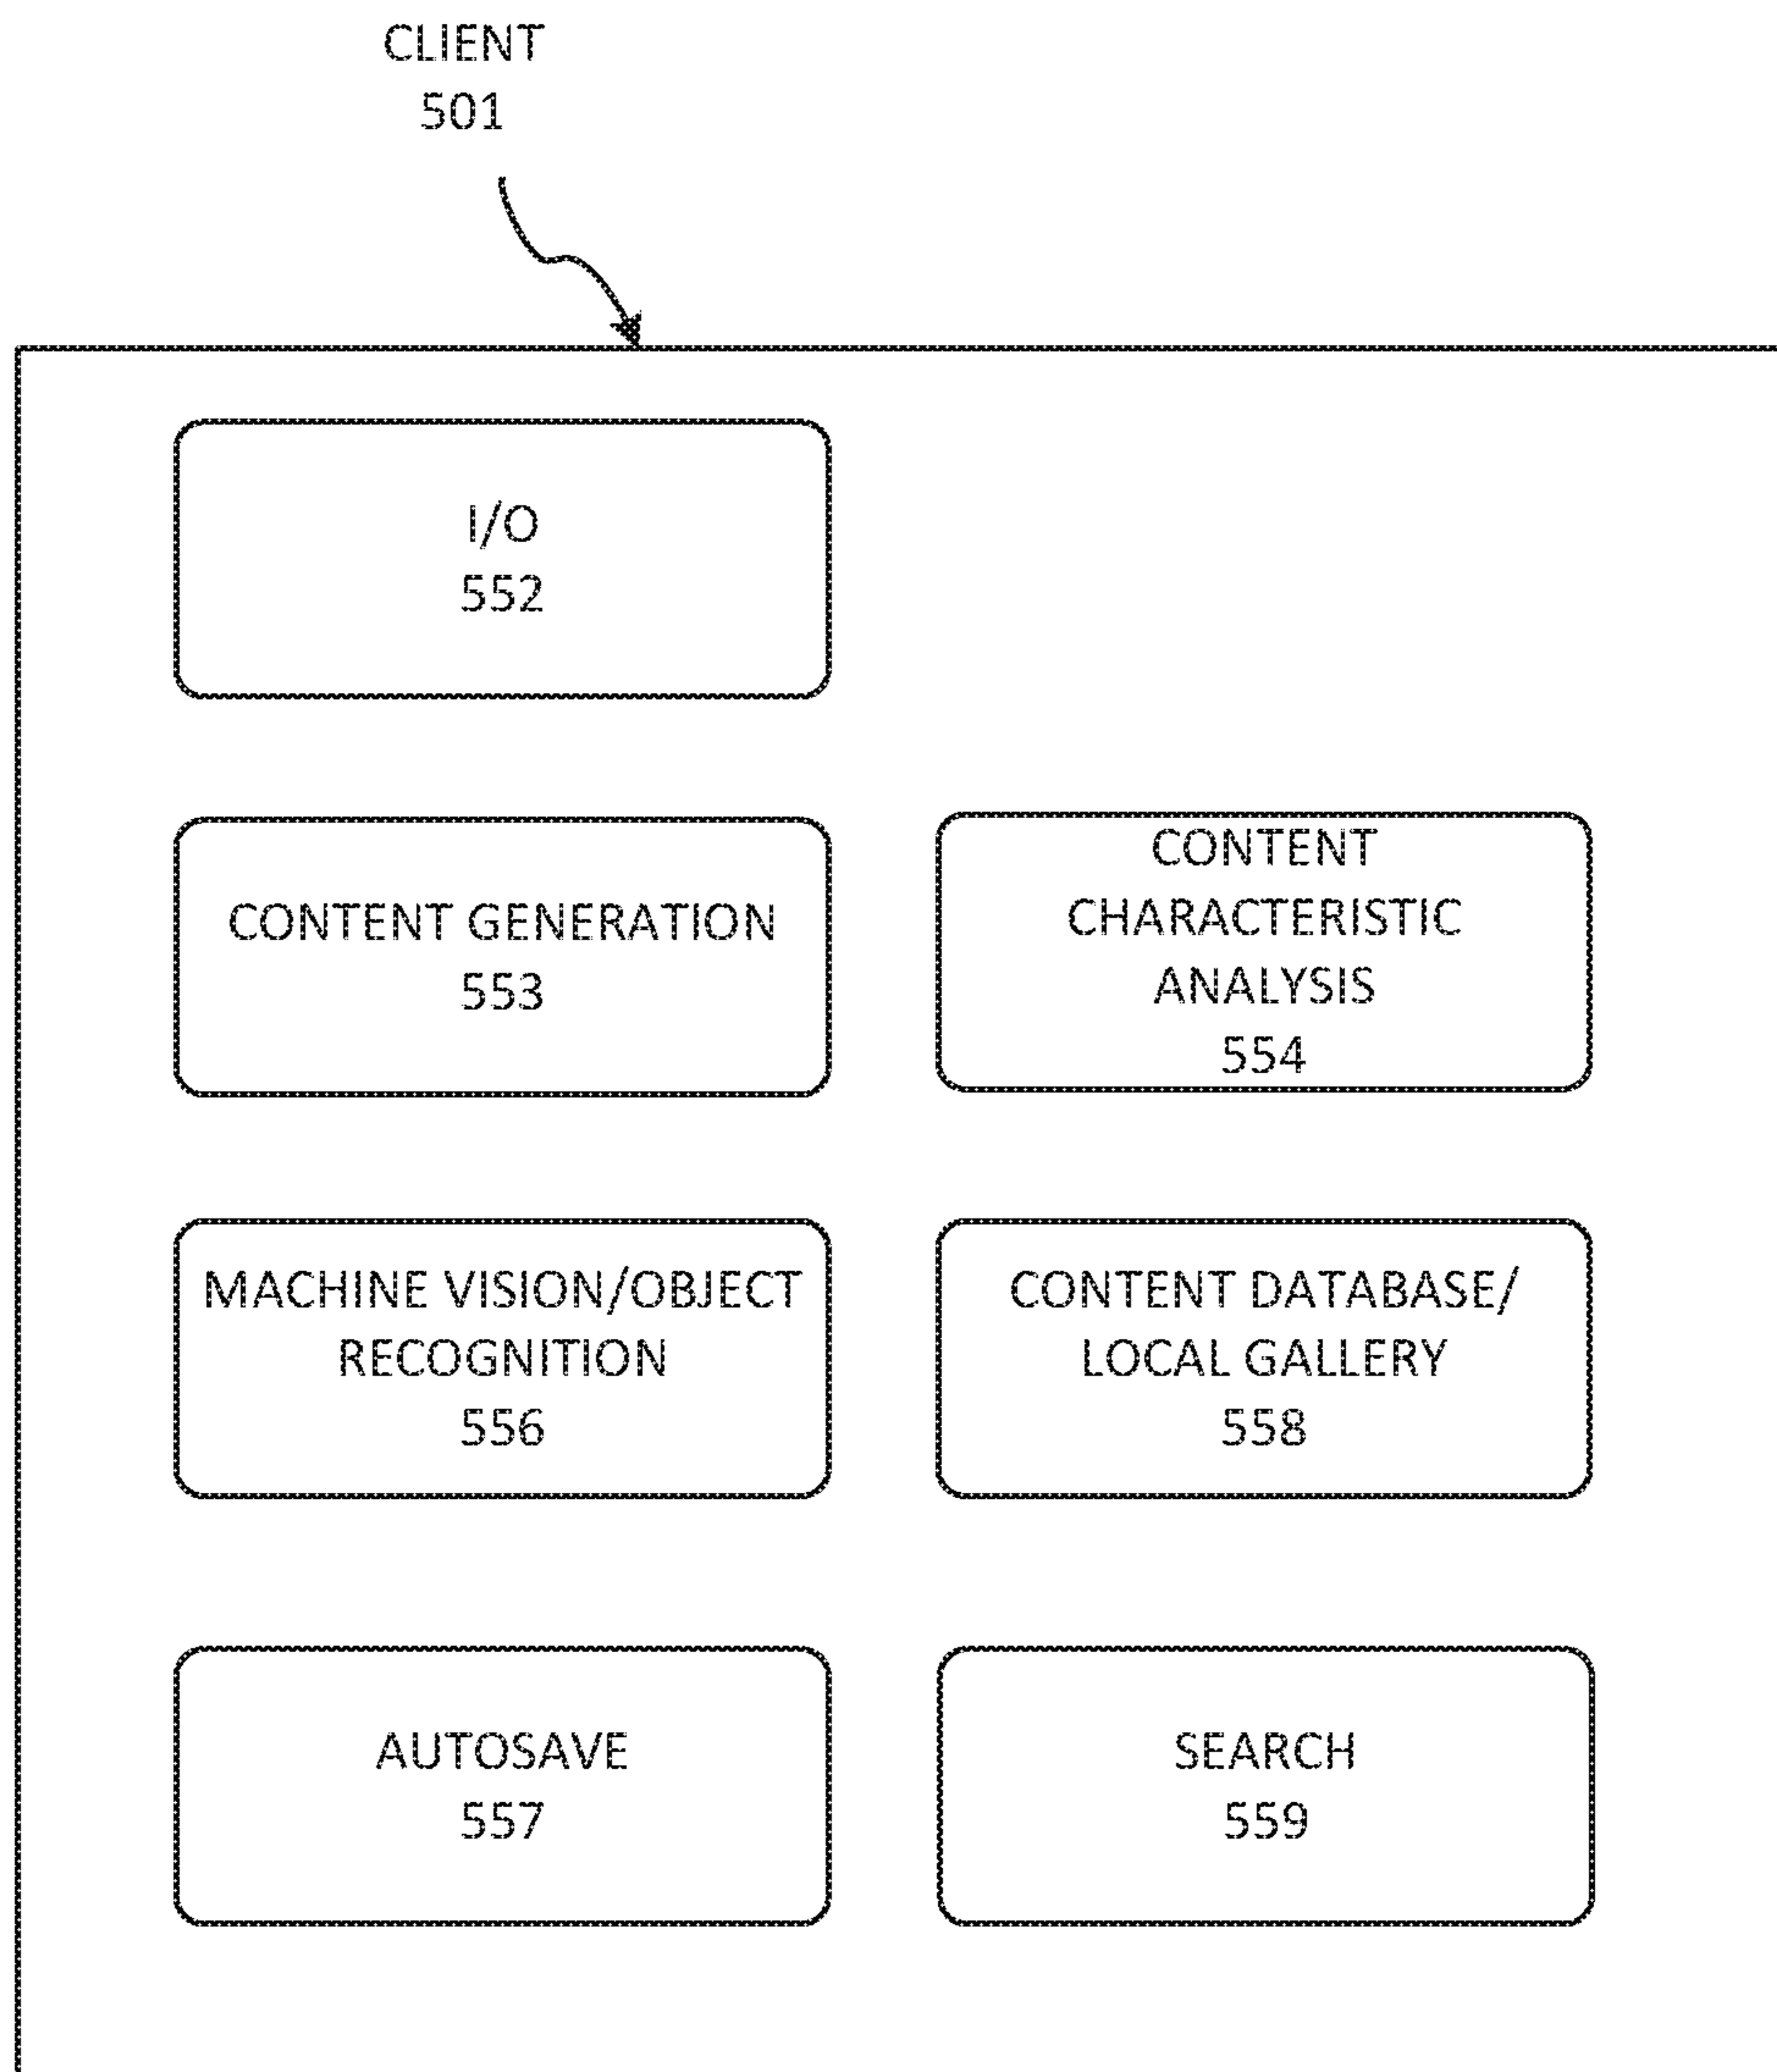 CLIENT
501
I/O
552
CONTENT GENERATION
553
CONTENT
CHARACTERISTIC
ANALYSIS
554
MACHINE VISION/OBJECT
RECOGNITION
556
CONTENT DATABASE/
LOCAL GALLERY
558
AUTOSAVE
557
SEARCH
559